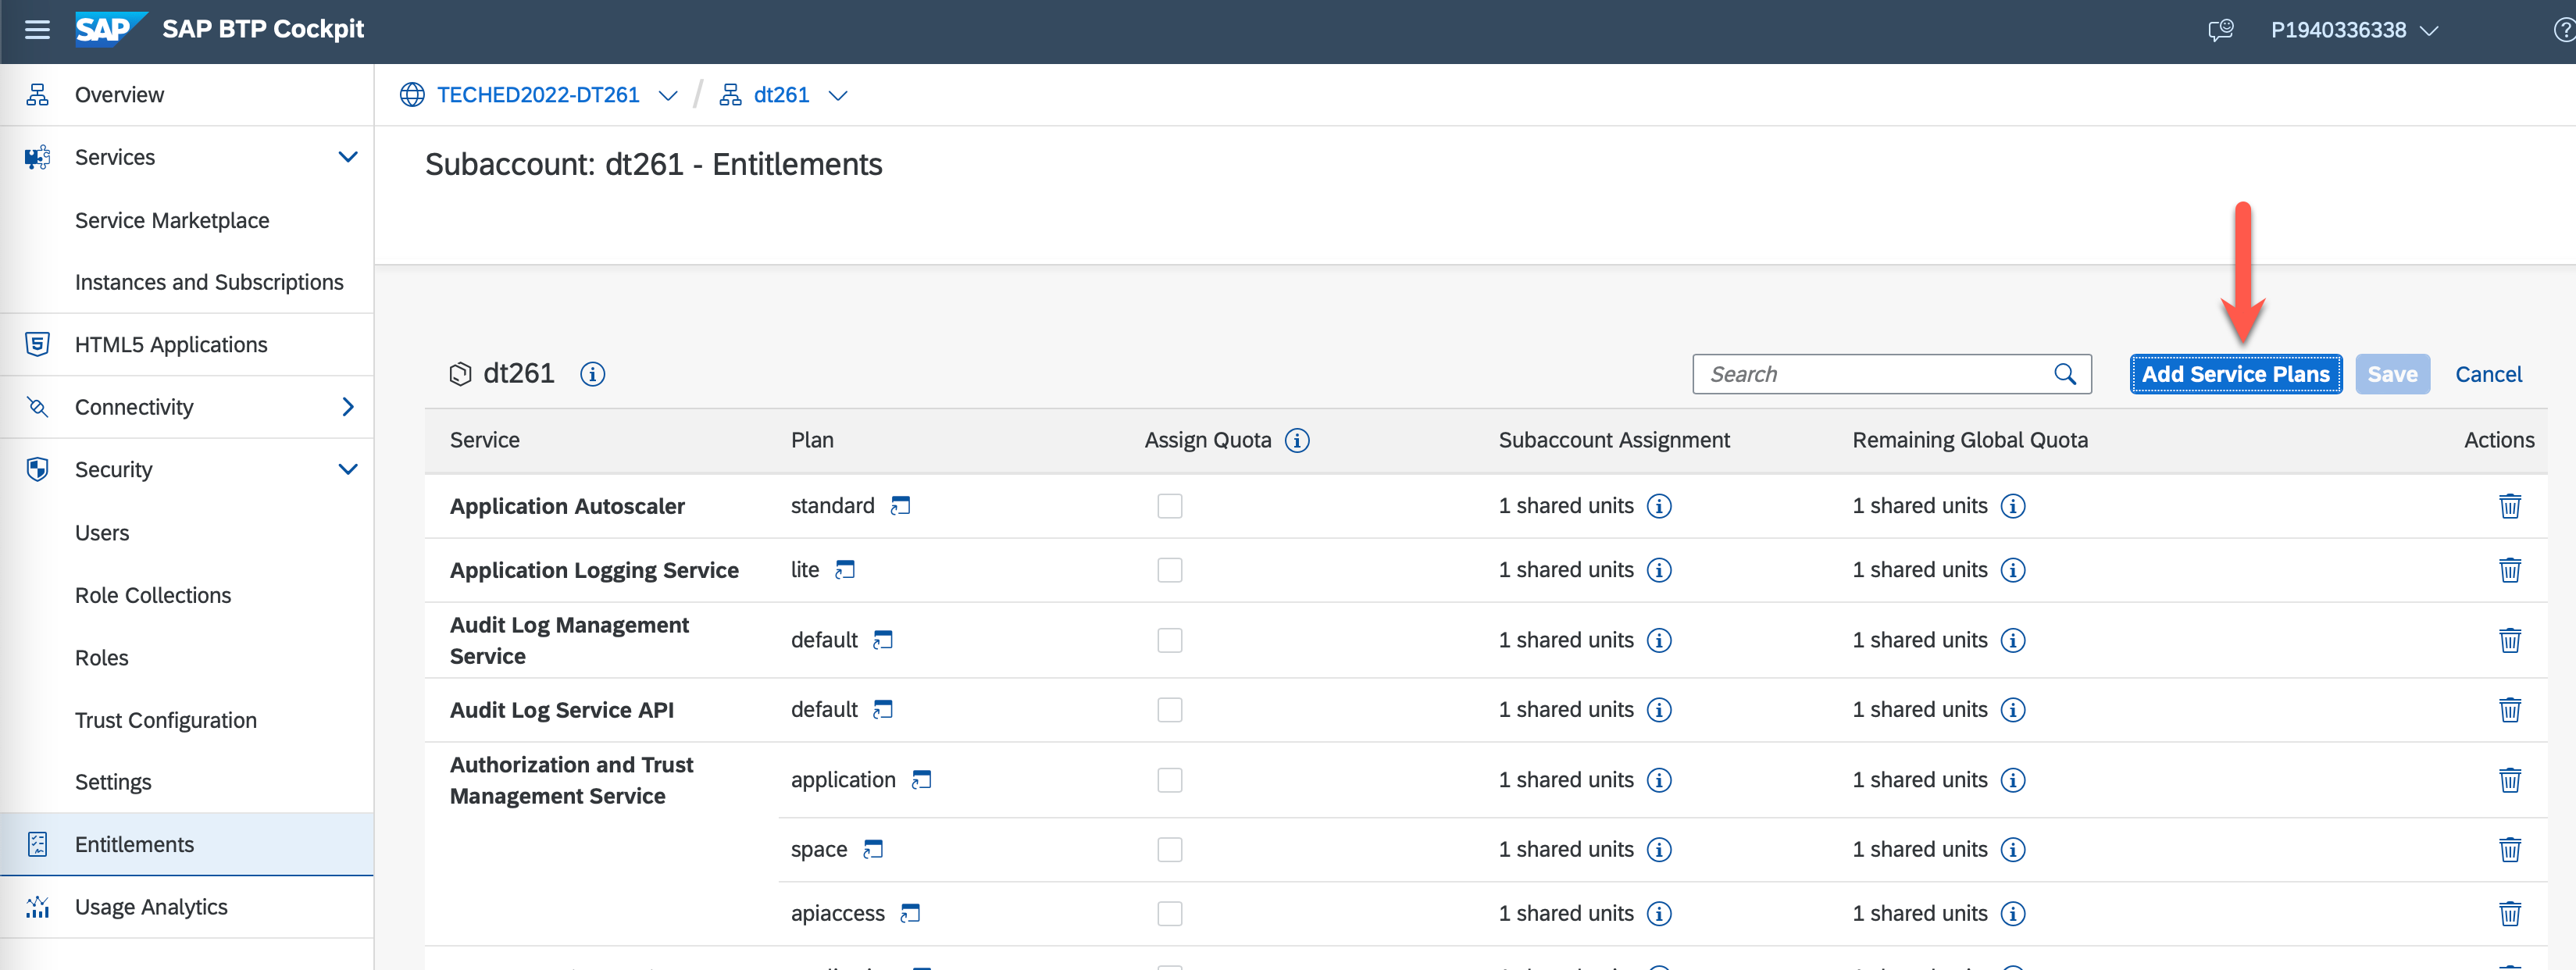 SAP SAP BTP Cockpit P1940336338
Overview
Services
Service Marketplace
Instances and Subscriptions
HTML5 Applications
Connectivity
Security
Users
Role Collections
Roles
Trust Configuration
Settings
Entitlements
Usage Analytics
TECHED2022-DT261 / dt261
Subaccount: dt261 - Entitlements
dt261 Search Add Service Plans Save Cancel
Service Plan Assign Quota Subaccount Assignment Remaining Global Quota Actions
Application Autoscaler standard 1 shared units 1 shared units
Application Logging Service lite 1 shared units 1 shared units
Audit Log Management
Service default 1 shared units 1 shared units
Audit Log Service API default 1 shared units 1 shared units
Authorization and Trust
Management Service application 1 shared units 1 shared units
space 1 shared units 1 shared units
apiaccess 1 shared units 1 shared units